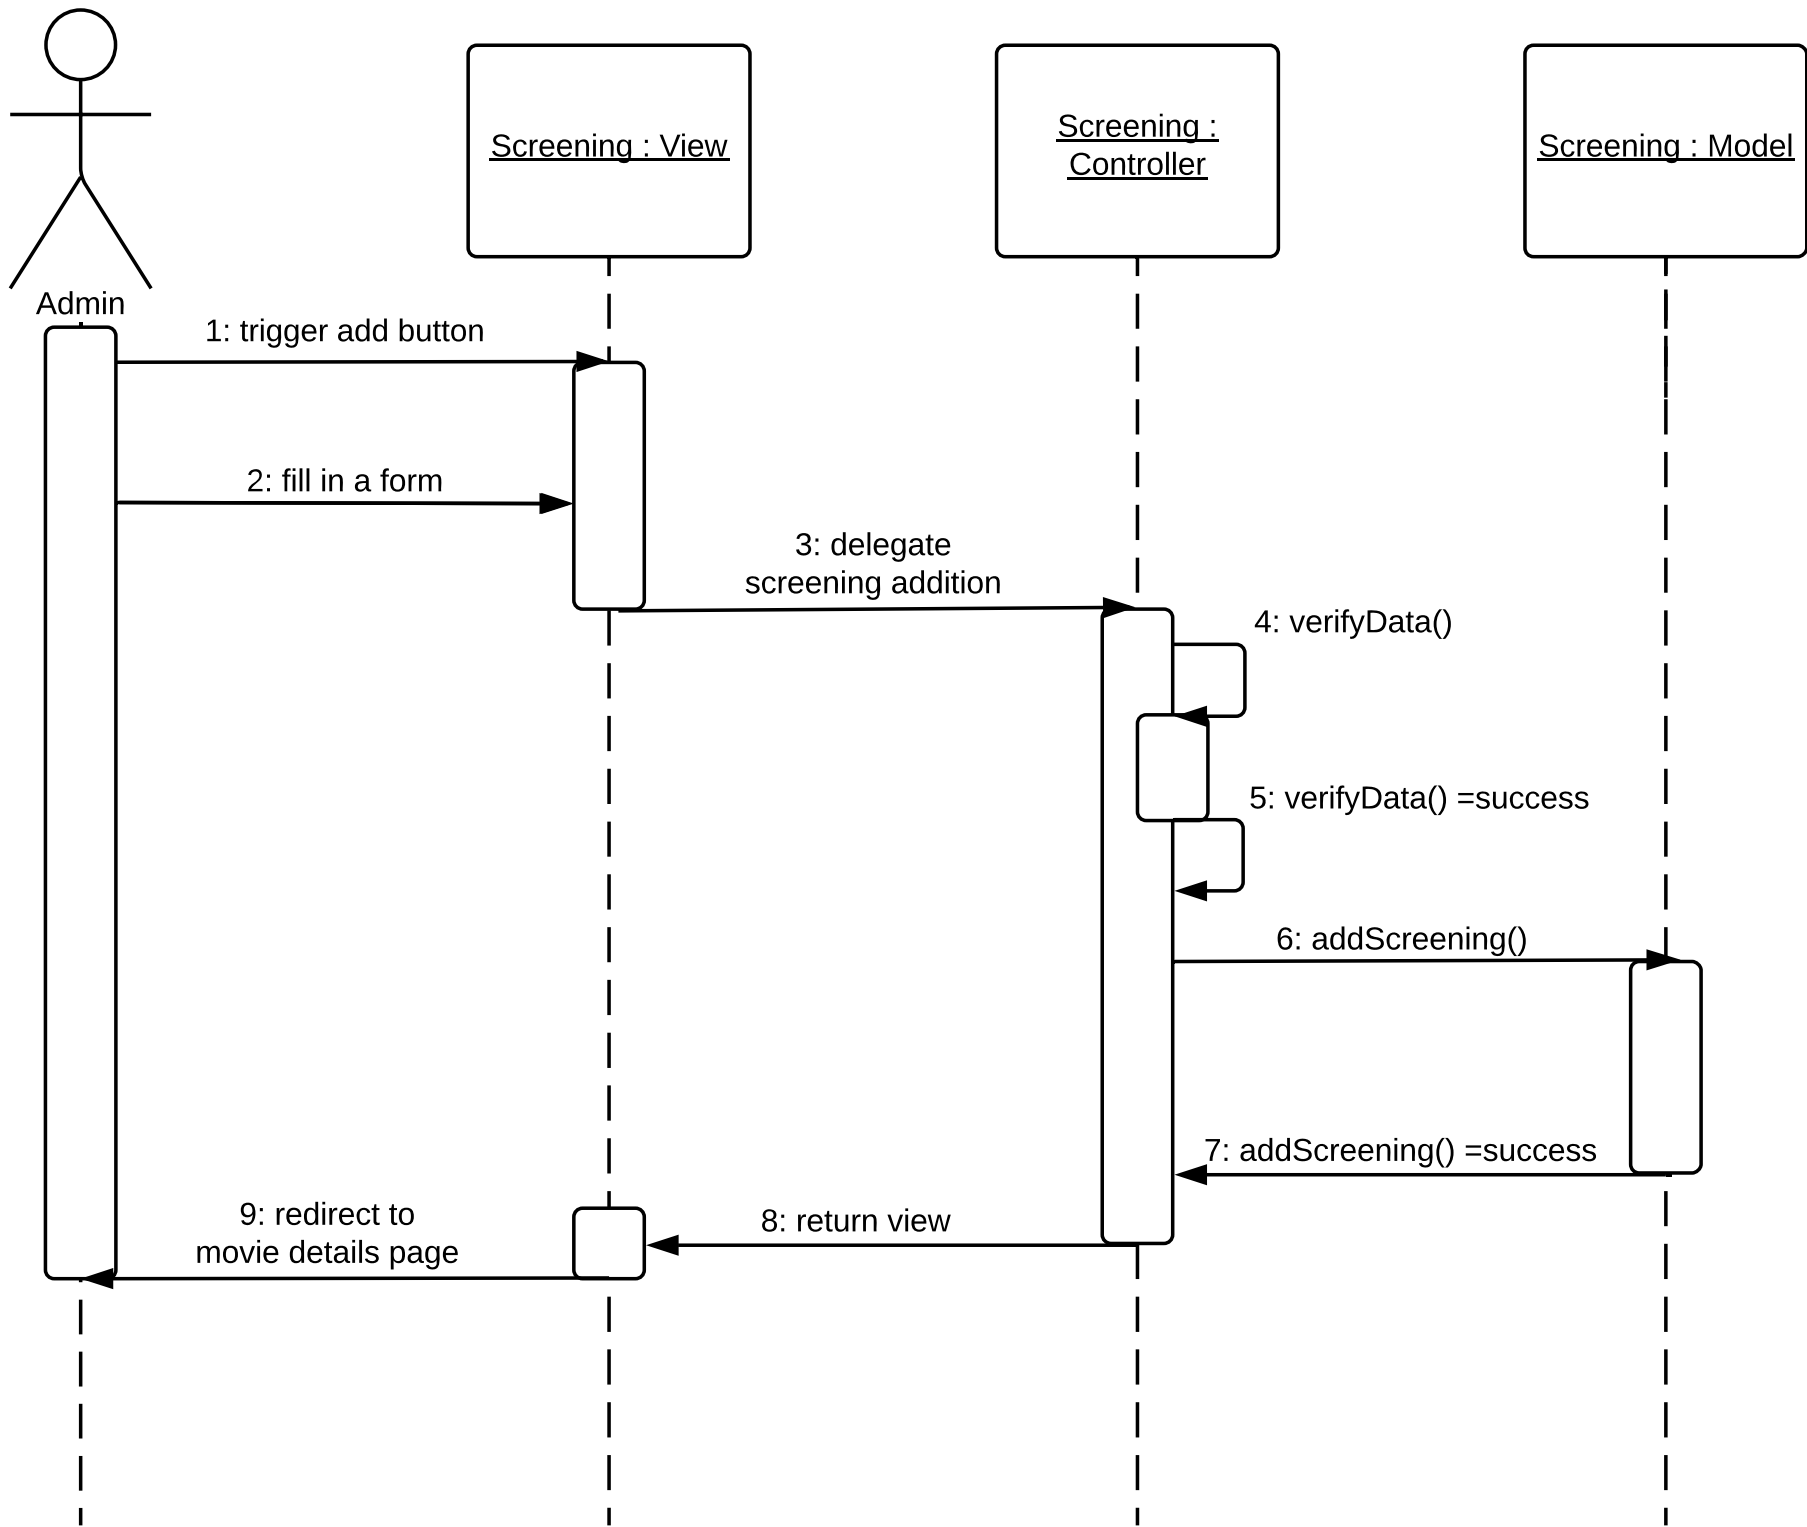 Screening : View
Screening :
Controller
Screening : Model
Admin
1: trigger add button
2: fill in a form
3: delegate
screening addition
4: verifyData()
5: verifyData() =success
6: addScreening()
7: addScreening() =success
8: return view
9: redirect to
movie details page